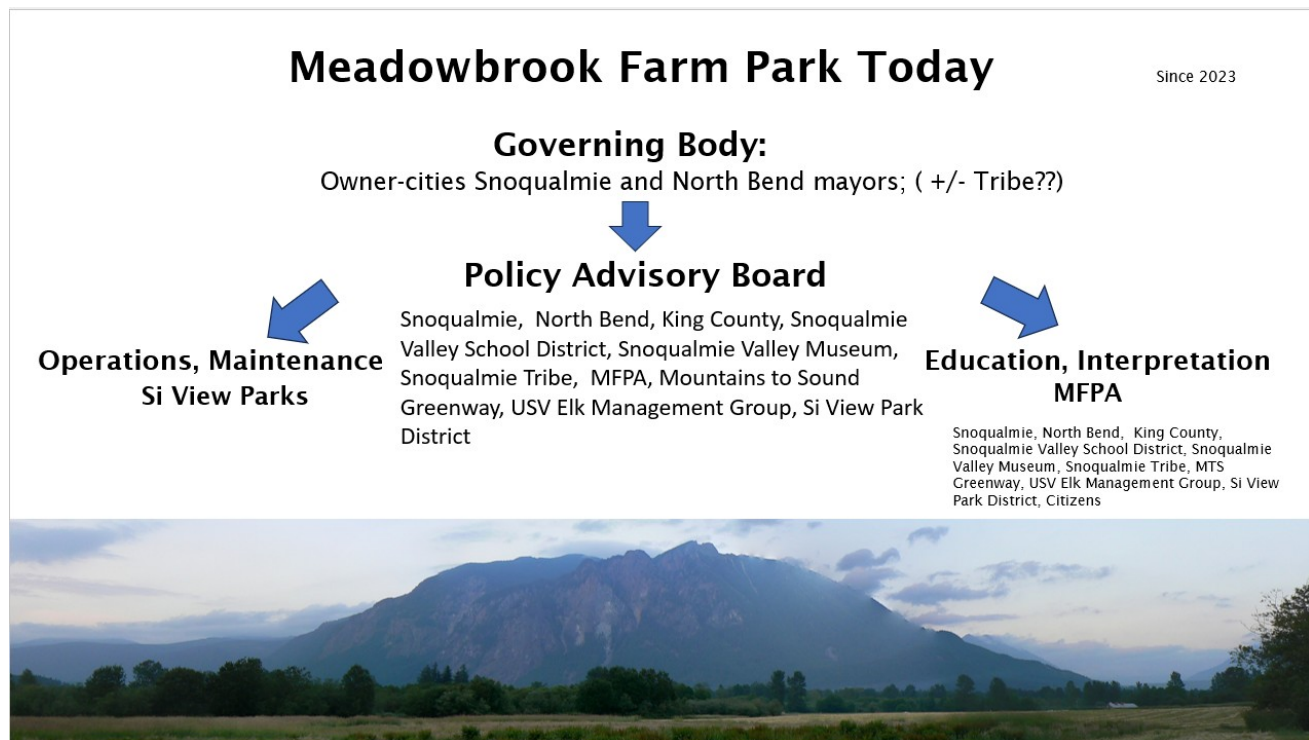 Meadowbrook Farm Park Today
Since 2023
Governing Body:
Owner-cities Snoqualmie and North Bend mayors; ( +/- Tribe??)
Policy Advisory Board
Snoqualmie, North Bend, King County, Snoqualmie
Valley School District, Snoqualmie Valley Museum,
Snoqualmie Tribe, MFPA, Mountains to Sound
Greenway, USV Elk Management Group, Si View Park
District
Operations, Maintenance
Si View Parks
Education, Interpretation
MFPA
Snoqualmie, North Bend, King County,
Snoqualmie Valley School District, Snoqualmie
Valley Museum, Snoqualmie Tribe, MTS
Greenway, USV Elk Management Group, Si View
Park District, Citizens